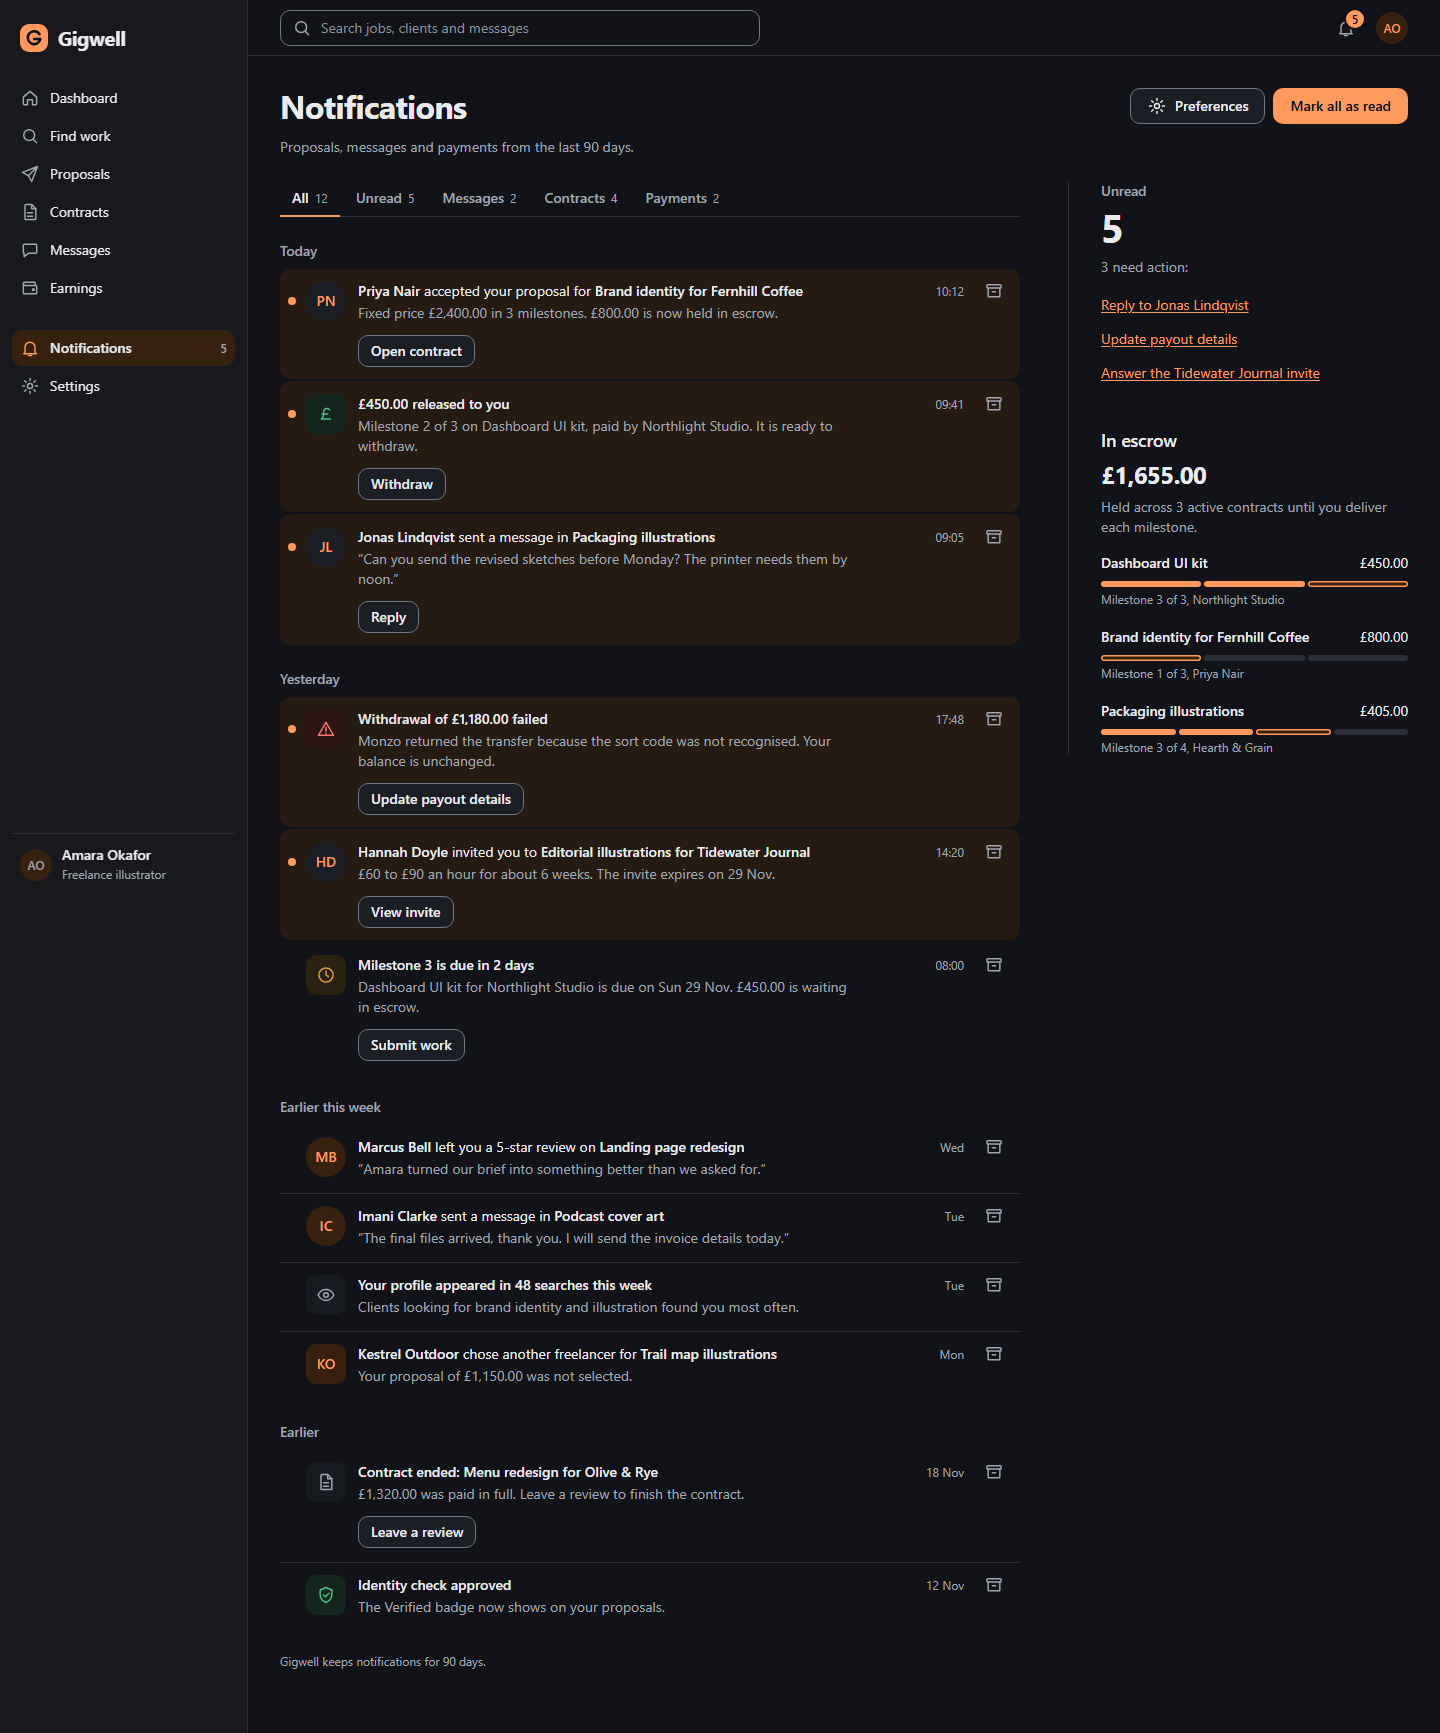 Gigwell
Dashboard
Find work
Proposals
Contracts
Messages
Earnings
Notifications 5
Settings
Amara Okafor
AO
Freelance illustrator
Search jobs, clients and messages
5
AO
Notifications
Preferences
Mark all as read
Proposals, messages and payments from the last 90 days.
All 12
Unread 5
Messages 2
Contracts 4
Payments 2
Today
PN
Priya Nair accepted your proposal for Brand identity for Fernhill Coffee
10:12
Fixed price £2,400.00 in 3 milestones. £800.00 is now held in escrow.
Open contract
£
£450.00 released to you
09:41
Milestone 2 of 3 on Dashboard UI kit, paid by Northlight Studio. It is ready to
withdraw.
Withdraw
JL
Jonas Lindqvist sent a message in Packaging illustrations
09:05
“Can you send the revised sketches before Monday? The printer needs them by
noon.”
Reply
Yesterday
Withdrawal of £1,180.00 failed
17:48
Monzo returned the transfer because the sort code was not recognised. Your
balance is unchanged.
Update payout details
HD
Hannah Doyle invited you to Editorial illustrations for Tidewater Journal
14:20
£60 to £90 an hour for about 6 weeks. The invite expires on 29 Nov.
View invite
Milestone 3 is due in 2 days
08:00
Dashboard UI kit for Northlight Studio is due on Sun 29 Nov. £450.00 is waiting
in escrow.
Submit work
Earlier this week
MB
Marcus Bell left you a 5-star review on Landing page redesign
Wed
“Amara turned our brief into something better than we asked for.”
IC
Imani Clarke sent a message in Podcast cover art
Tue
“The final files arrived, thank you. I will send the invoice details today.”
Your profile appeared in 48 searches this week
Tue
Clients looking for brand identity and illustration found you most often.
KO
Kestrel Outdoor chose another freelancer for Trail map illustrations
Mon
Your proposal of £1,150.00 was not selected.
Earlier
Contract ended: Menu redesign for Olive & Rye
18 Nov
£1,320.00 was paid in full. Leave a review to finish the contract.
Leave a review
Identity check approved
12 Nov
The Verified badge now shows on your proposals.
Gigwell keeps notifications for 90 days.
Unread
5
3 need action:
Reply to Jonas Lindqvist
Update payout details
Answer the Tidewater Journal invite
In escrow
£1,655.00
Held across 3 active contracts until you deliver
each milestone.
Dashboard UI kit £450.00
Milestone 3 of 3, Northlight Studio
Brand identity for Fernhill Coffee £800.00
Milestone 1 of 3, Priya Nair
Packaging illustrations £405.00
Milestone 3 of 4, Hearth & Grain